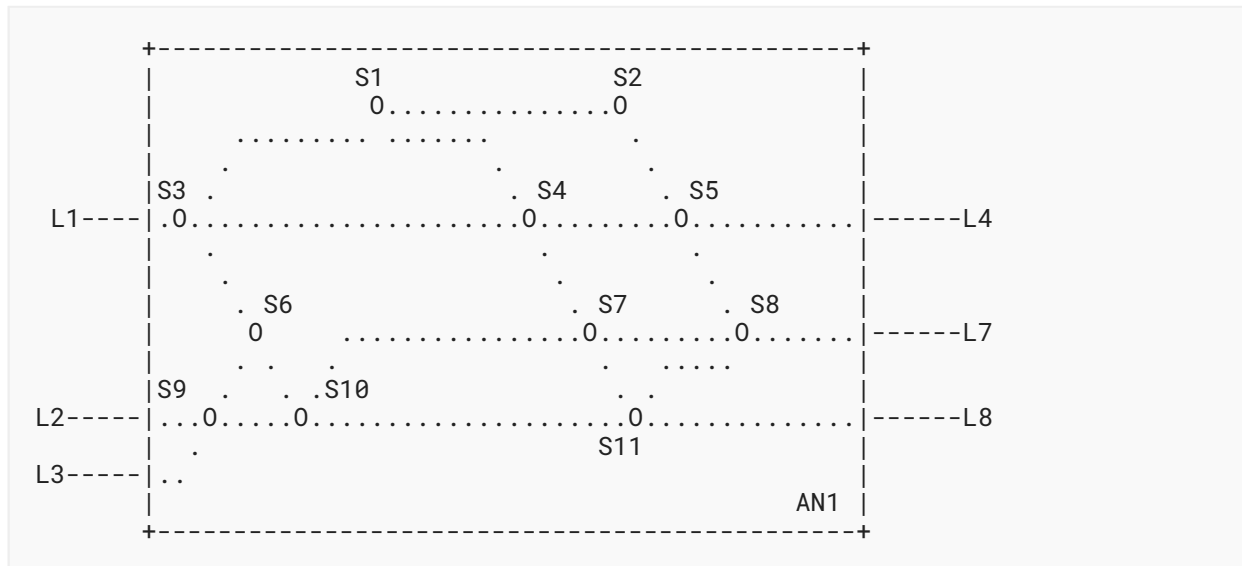 S1 S2
S3 S4 S5
L1 L4
S6 S7 S8
L7
S9 S10
L2 L8
S11
L3
AN1